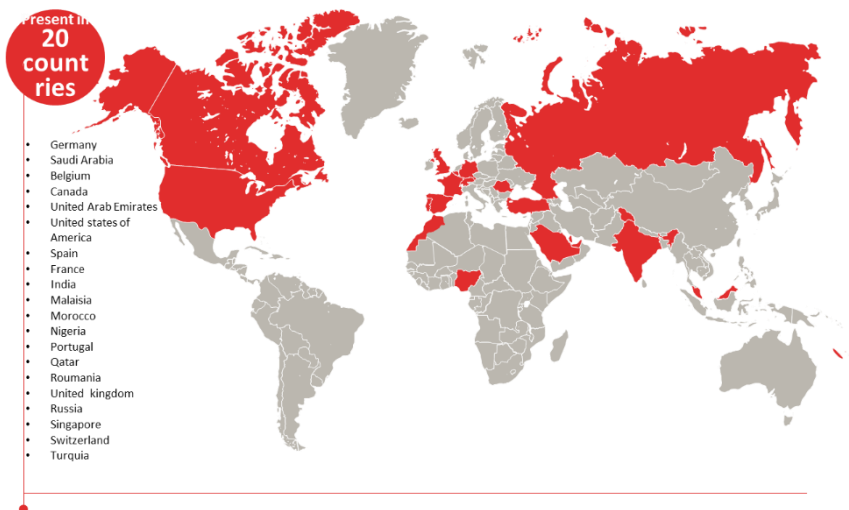 Present in
20
count
ries
• Germany
• Saudi Arabia
• Belgium
• Canada
• United Arab Emirates
• United states of
America
• Spain
• France
• India
• Malaisia
• Morocco
• Nigeria
• Portugal
• Qatar
• Roumania
• United kingdom
• Russia
• Singapore
• Switzerland
• Turquia